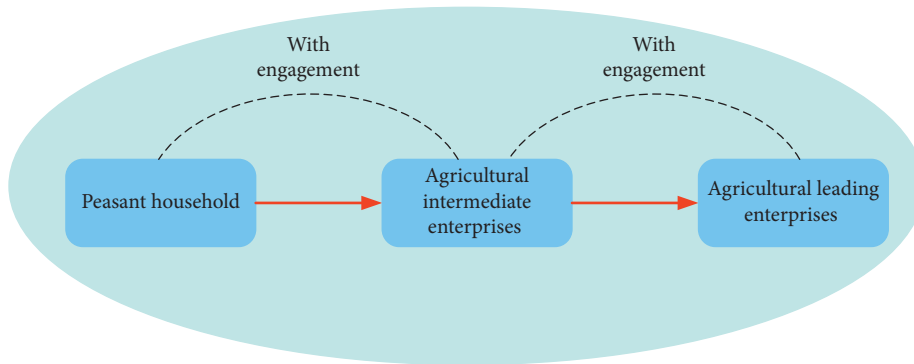 With
engagement
With
engagement
Peasant household
Agricultural
intermediate
enterprises
Agricultural leading
enterprises